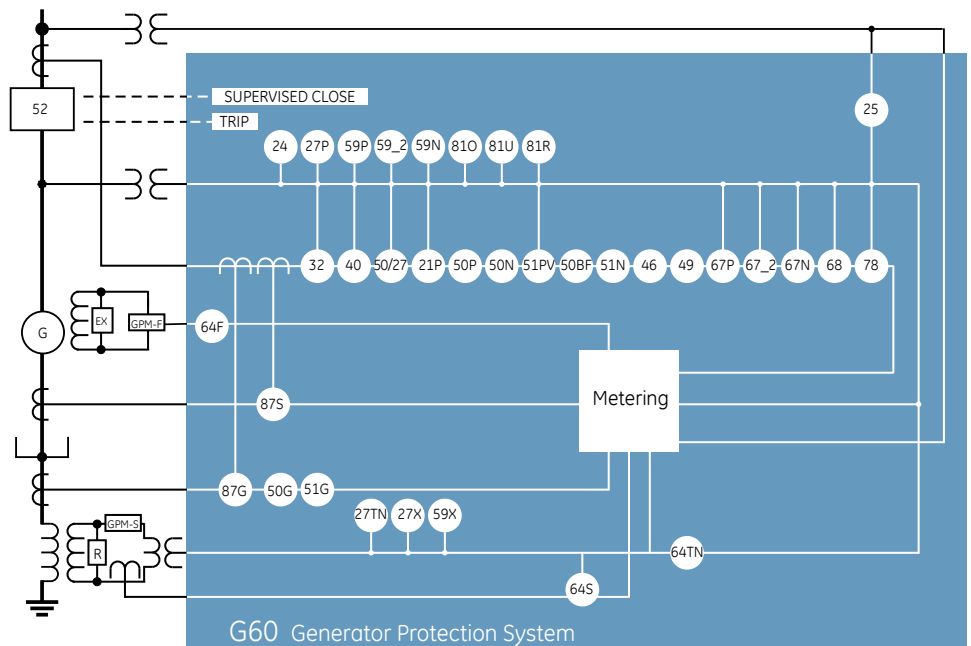 52
SUPERVISED CLOSE
TRIP
25
24 27P 59P 59_2 59N 81O 81U 81R
32 40 50/27 21P 50P 50N 51PV 50BF 51N 46 49 67P 67_2 67N 68 78
G EX GPM-F 64F
Metering
87S
87G 50G 51G
27TN 27X 59X
GPM-S
R
64TN
64S
G60 Generator Protection System